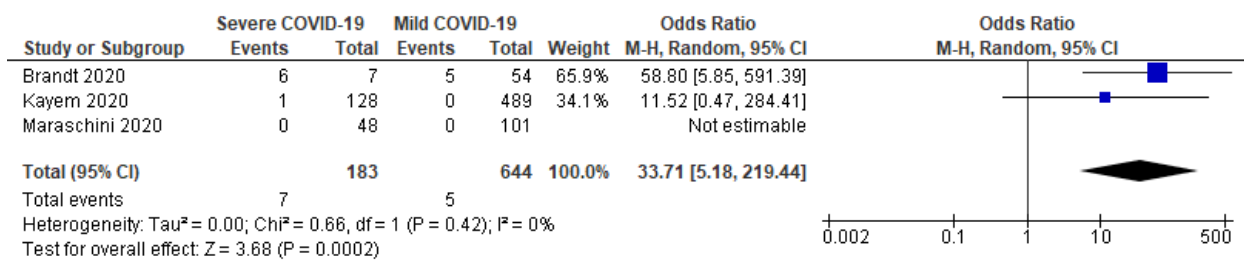 Severe COVID-19 Mild COVID-19 Odds Ratio Odds Ratio
Study or Subgroup Events Total Events Total Weight M-H, Random, 95% CI M-H, Random, 95% CI
Brandt 2020 6 7 5 54 65.9% 58.80 [5.85, 591.39]
Kayem 2020 1 128 0 489 34.1% 11.52 [0.47, 284.41]
Maraschini 2020 0 48 0 101 Not estimable
Total (95% CI) 183 644 100.0% 33.71 [5.18, 219.44]
Total events 7 5
Heterogeneity: Tau² = 0.00; Chi² = 0.66, df = 1 (P = 0.42); I² = 0%
Test for overall effect: Z = 3.68 (P = 0.0002)
0.002 0.1 1 10 500